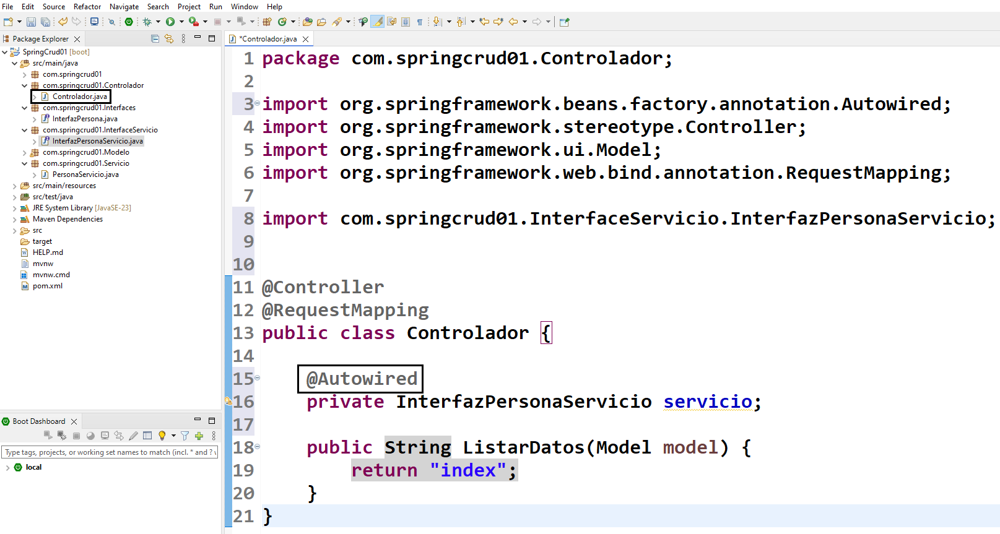 File Edit Source Refactor Navigate Search Project Run Window Help
Package Explorer
SpringCrud01 [boot]
src/main/java
com.springcrud01
com.springcrud01.Controlador
Controlador.java
com.springcrud01.Interfaces
InterfazPersona.java
com.springcrud01.InterfaceServicio
InterfazPersonaServicio.java
com.springcrud01.Modelo
com.springcrud01.Servicio
PersonaServicio.java
src/main/resources
src/test/java
JRE System Library [JavaSE-23]
Maven Dependencies
src
target
HELP.md
mvnw
mvnw.cmd
pom.xml
Boot Dashboard
Type tags, projects, or working set names to match (incl. * and ?
local
*Controlador.java
1 package com.springcrud01.Controlador;
2
3 import org.springframework.beans.factory.annotation.Autowired;
4 import org.springframework.stereotype.Controller;
5 import org.springframework.ui.Model;
6 import org.springframework.web.bind.annotation.RequestMapping;
7
8 import com.springcrud01.InterfaceServicio.InterfazPersonaServicio;
9
10
11 @Controller
12 @RequestMapping
13 public class Controlador {
14
15 @Autowired
16 private InterfazPersonaServicio servicio;
17
18 public String ListarDatos(Model model) {
19 return "index";
20 }
21 }